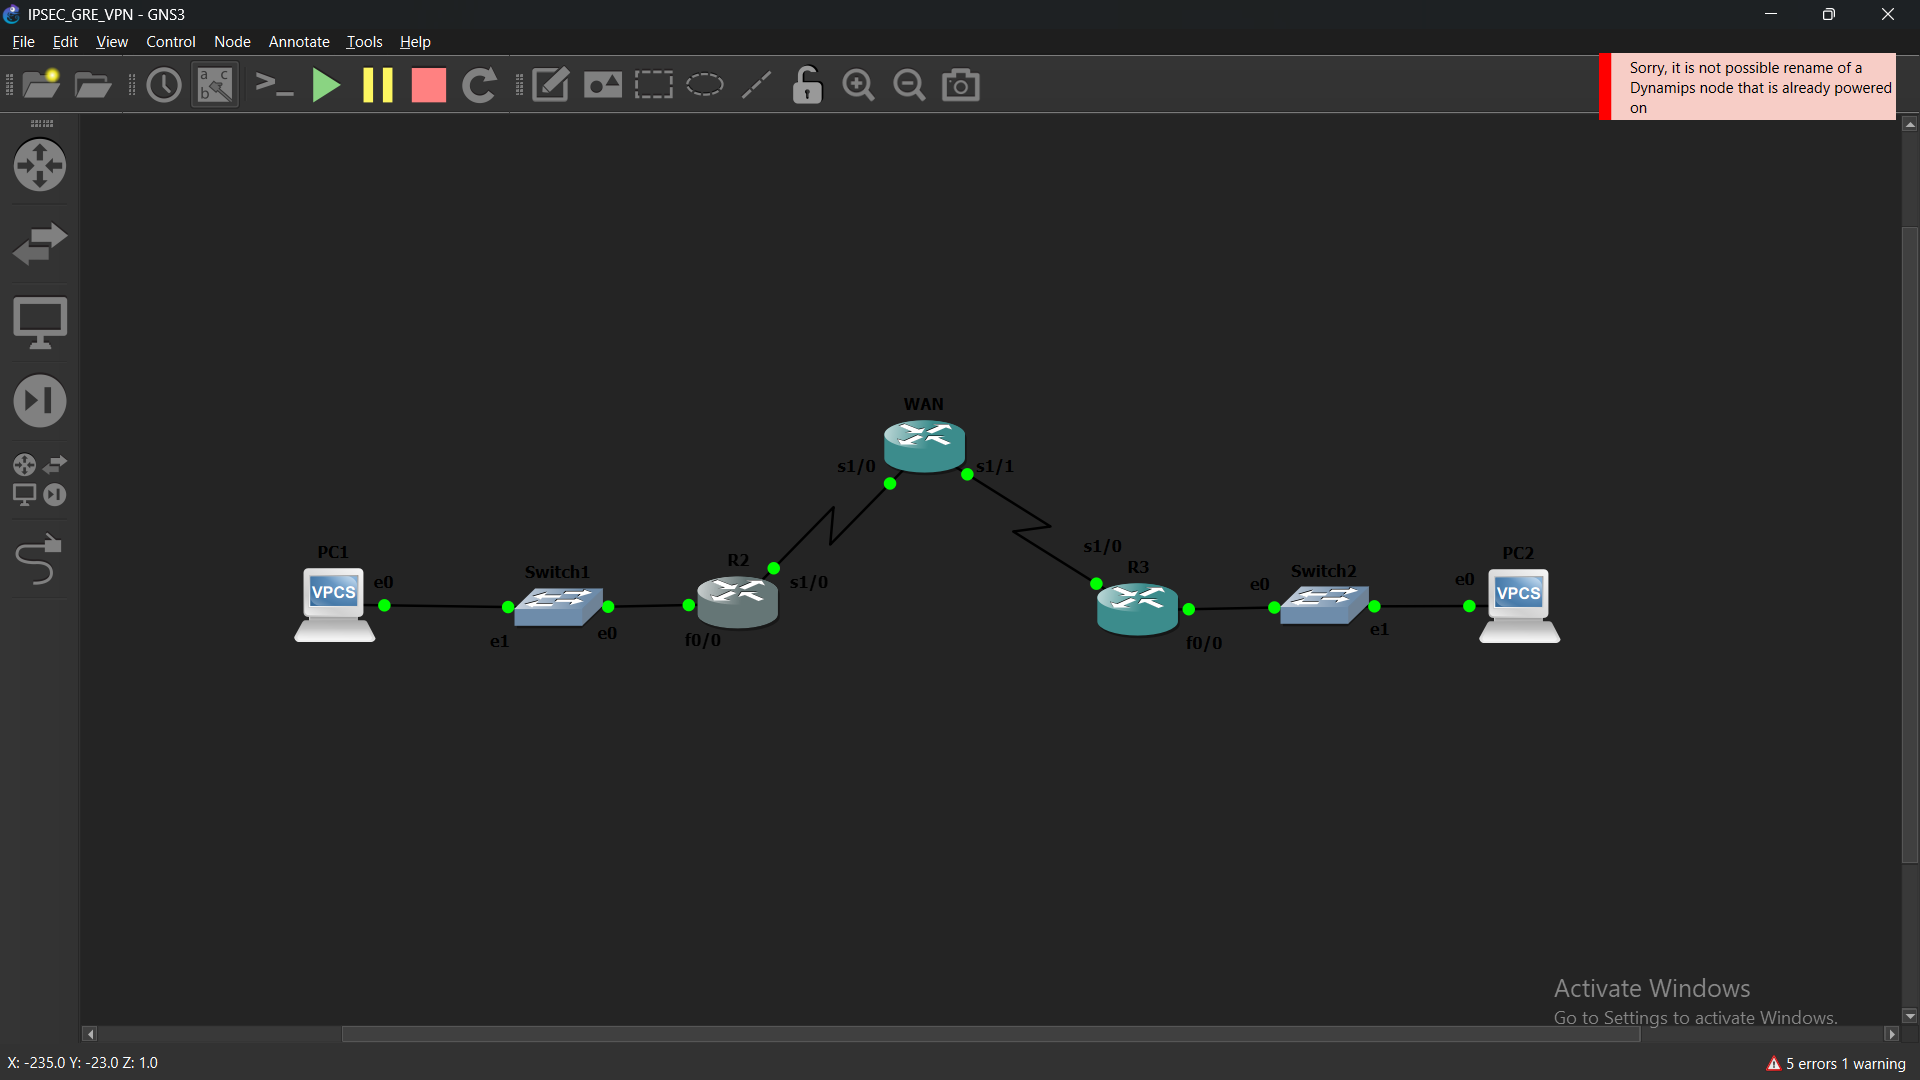 IPSEC_GRE_VPN - GNS3
File Edit View Control Node Annotate Tools Help
a c
b
>_
Sorry, it is not possible rename of a
Dynamips node that is already powered
on
WAN
s1/0
s1/1
s1/0
R3
PC1
VPCS
e0
Switch1
e1
e0
R2
s1/0
f0/0
f0/0
e0
Switch2
e1
PC2
e0
VPCS
Activate Windows
Go to Settings to activate Windows.
X: -235.0 Y: -23.0 Z: 1.0
5 errors 1 warning